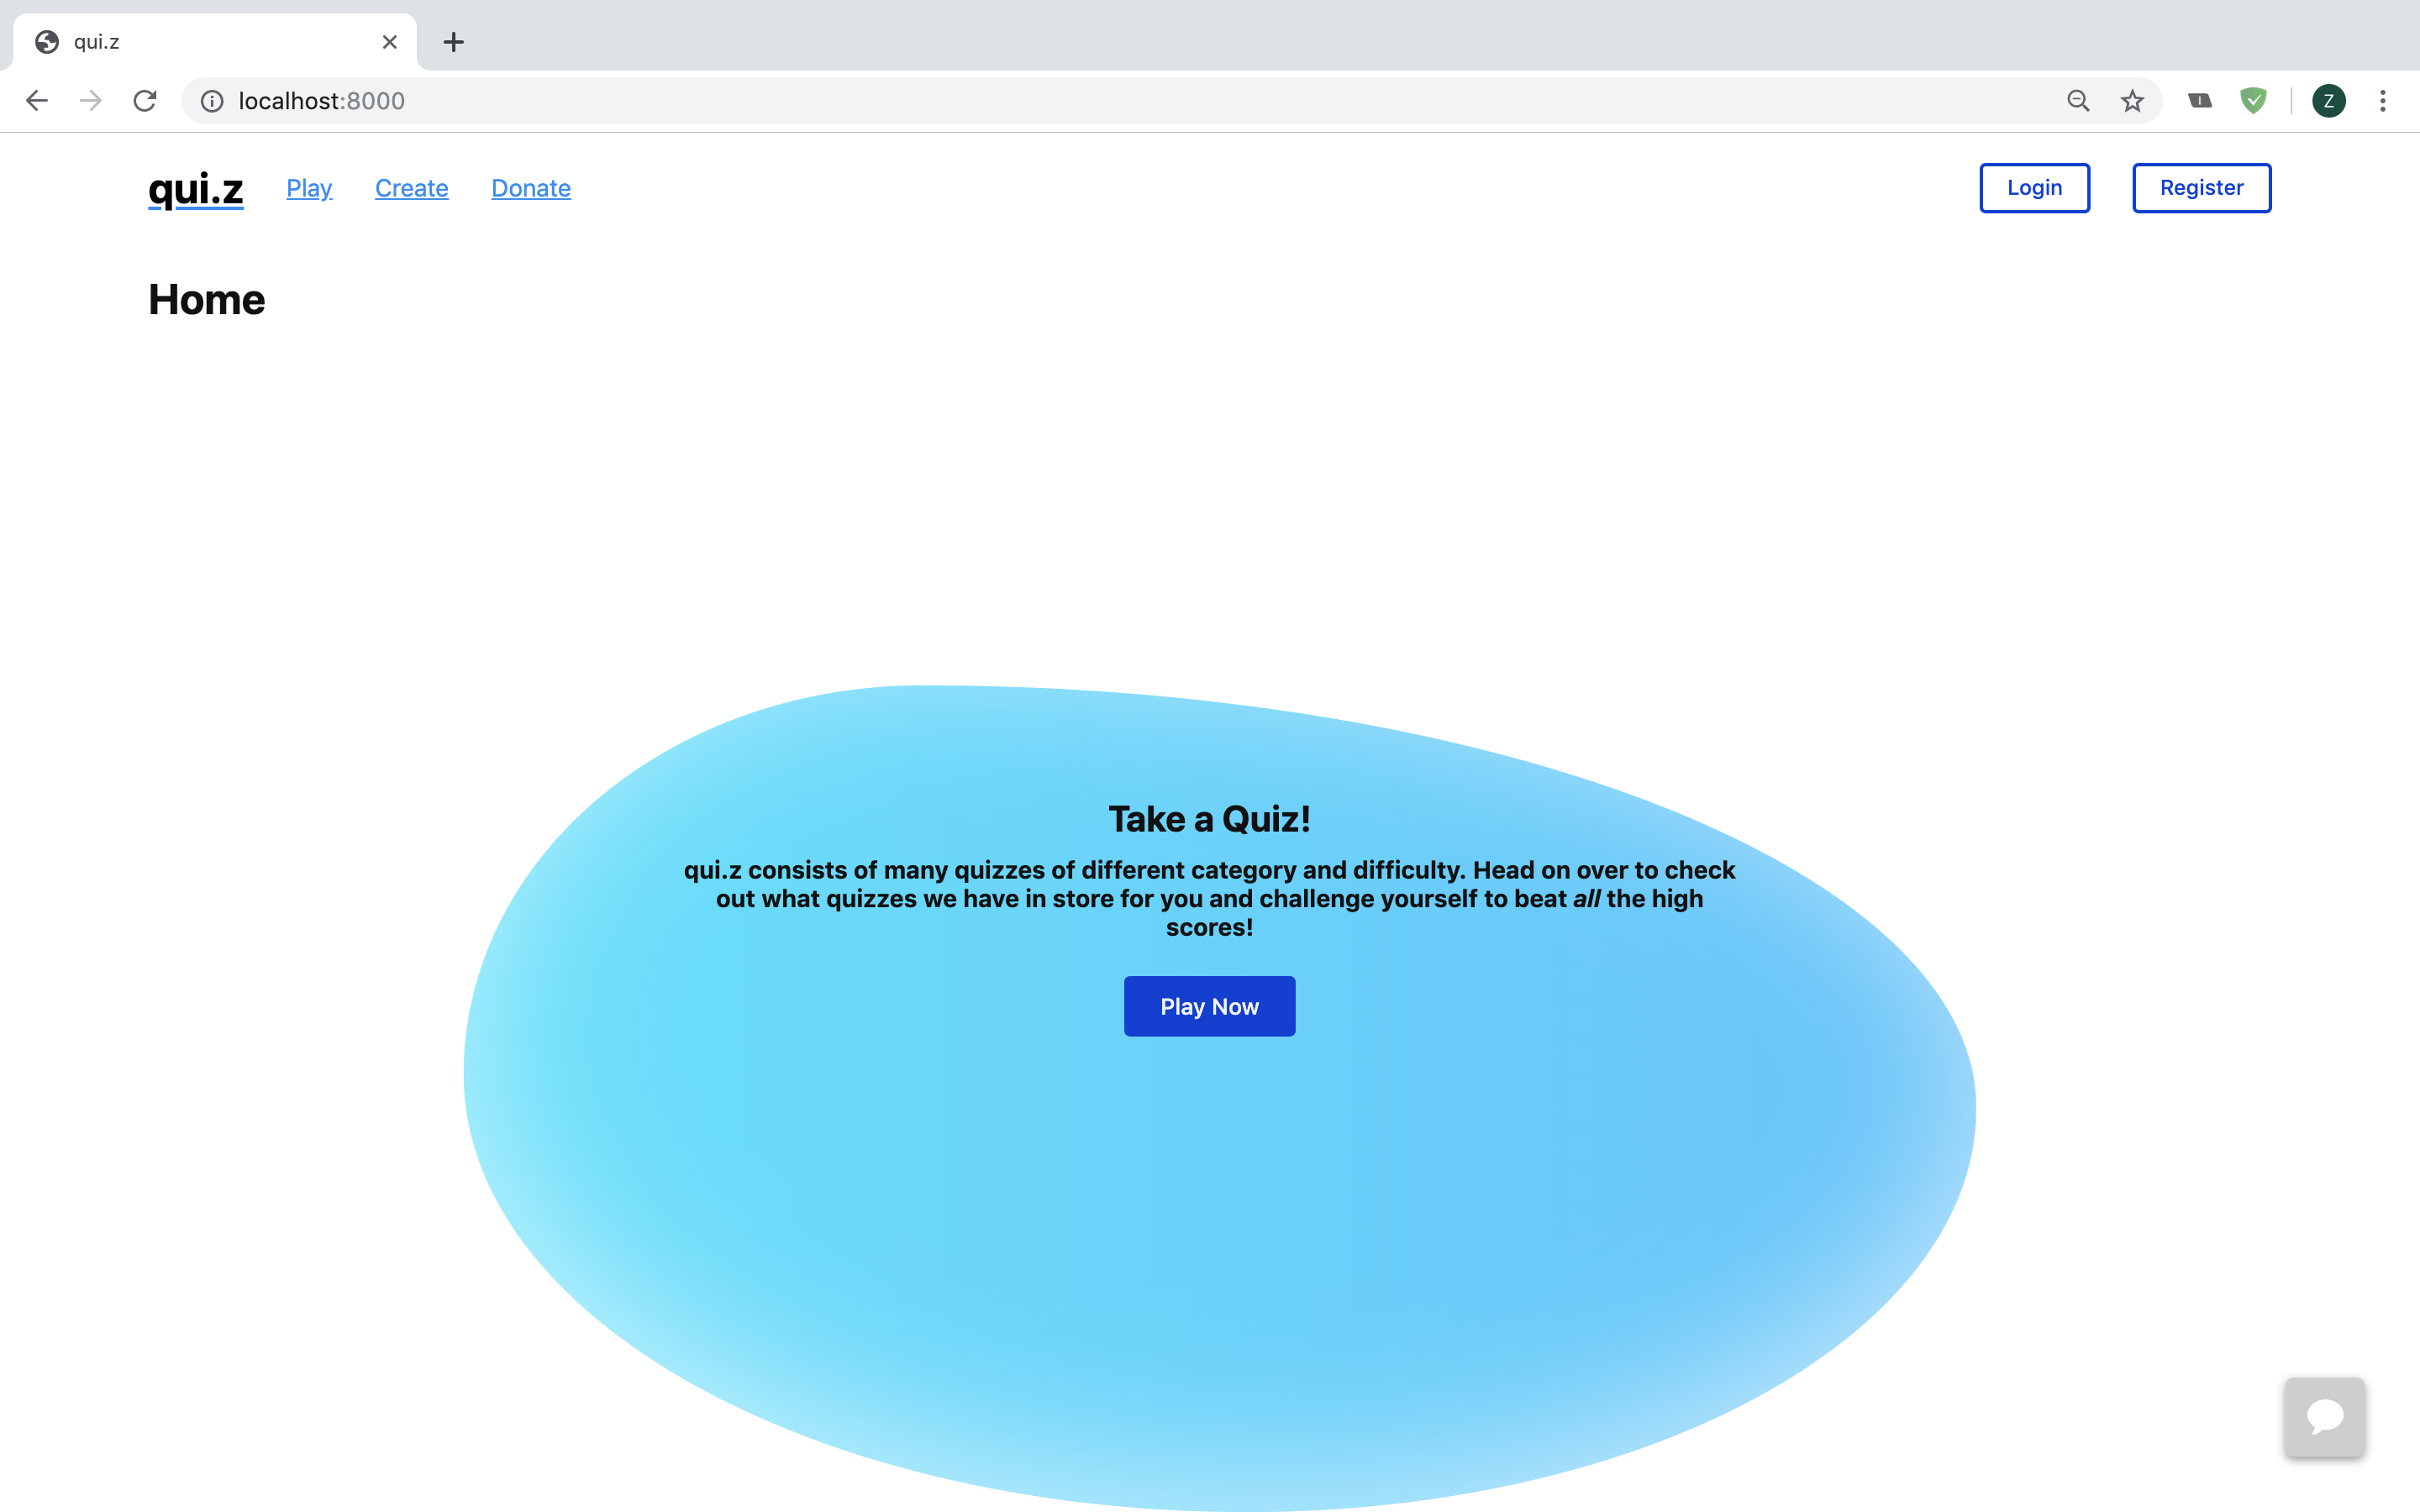 qui.z
localhost:8000
Z
qui.z Play Create Donate Login Register
Home
Take a Quiz!
qui.z consists of many quizzes of different category and difficulty. Head on over to check
out what quizzes we have in store for you and challenge yourself to beat all the high
scores!
Play Now